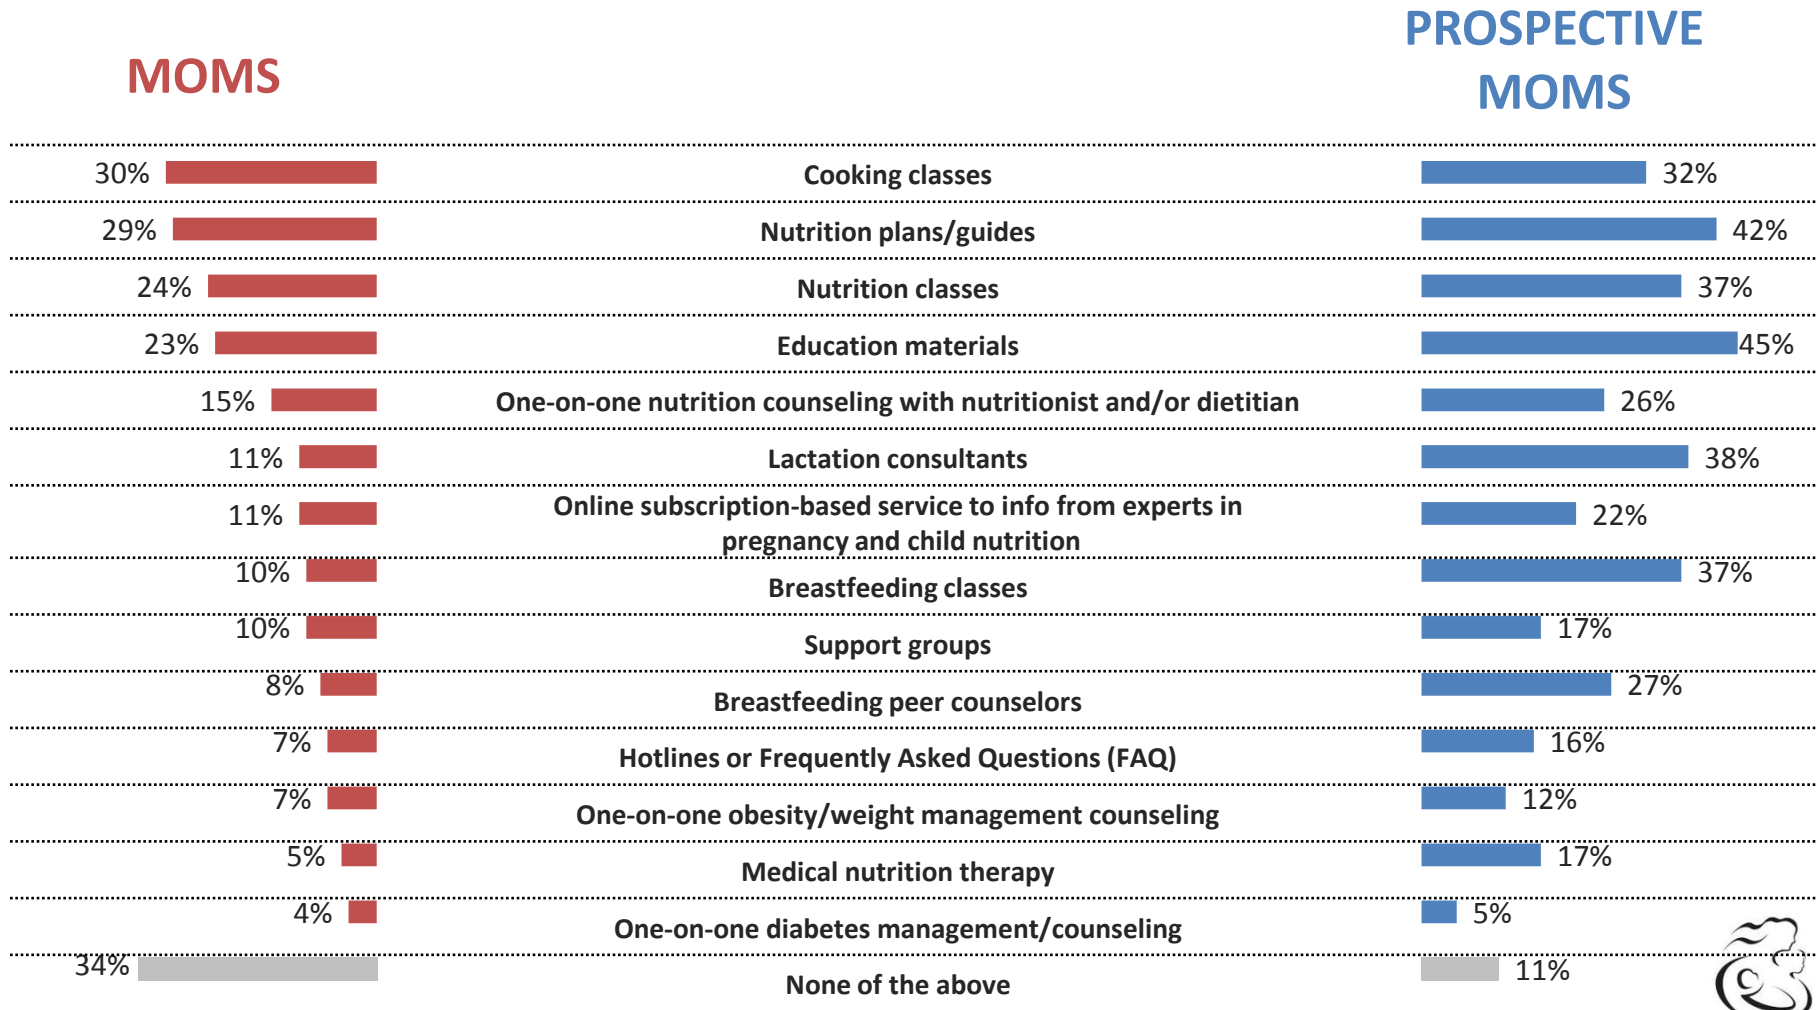 MOMS
PROSPECTIVE
MOMS
30% Cooking classes 32%
29% Nutrition plans/guides 42%
24% Nutrition classes 37%
23% Education materials 45%
15% One-on-one nutrition counseling with nutritionist and/or dietitian 26%
11% Lactation consultants 38%
11% Online subscription-based service to info from experts in
pregnancy and child nutrition 22%
10% Breastfeeding classes 37%
10% Support groups 17%
8% Breastfeeding peer counselors 27%
7% Hotlines or Frequently Asked Questions (FAQ) 16%
7% One-on-one obesity/weight management counseling 12%
5% Medical nutrition therapy 17%
4% One-on-one diabetes management/counseling 5%
34% None of the above 11%